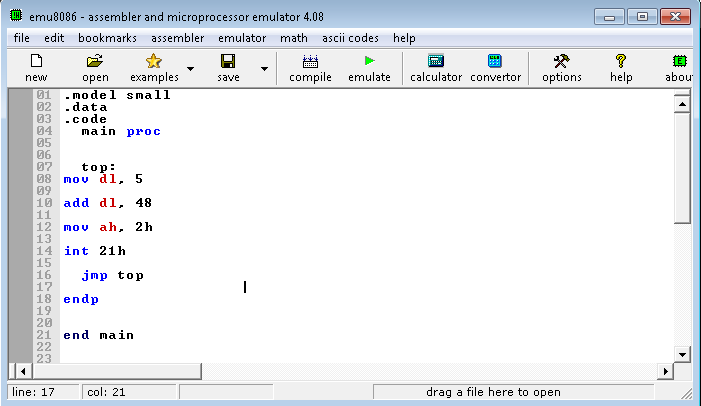 emu8086 - assembler and microprocessor emulator 4.08
file edit bookmarks assembler emulator math ascii codes help
new open examples save compile emulate calculator convertor options help abou
01 .model small
02 .data
03 .code
04 main proc
05
06
07 top:
08 mov dl, 5
09
10 add dl, 48
11
12 mov ah, 2h
13
14 int 21h
15
16 jmp top
17
18 endp
19
20
21 end main
22
23
line: 17 col: 21 drag a file here to open